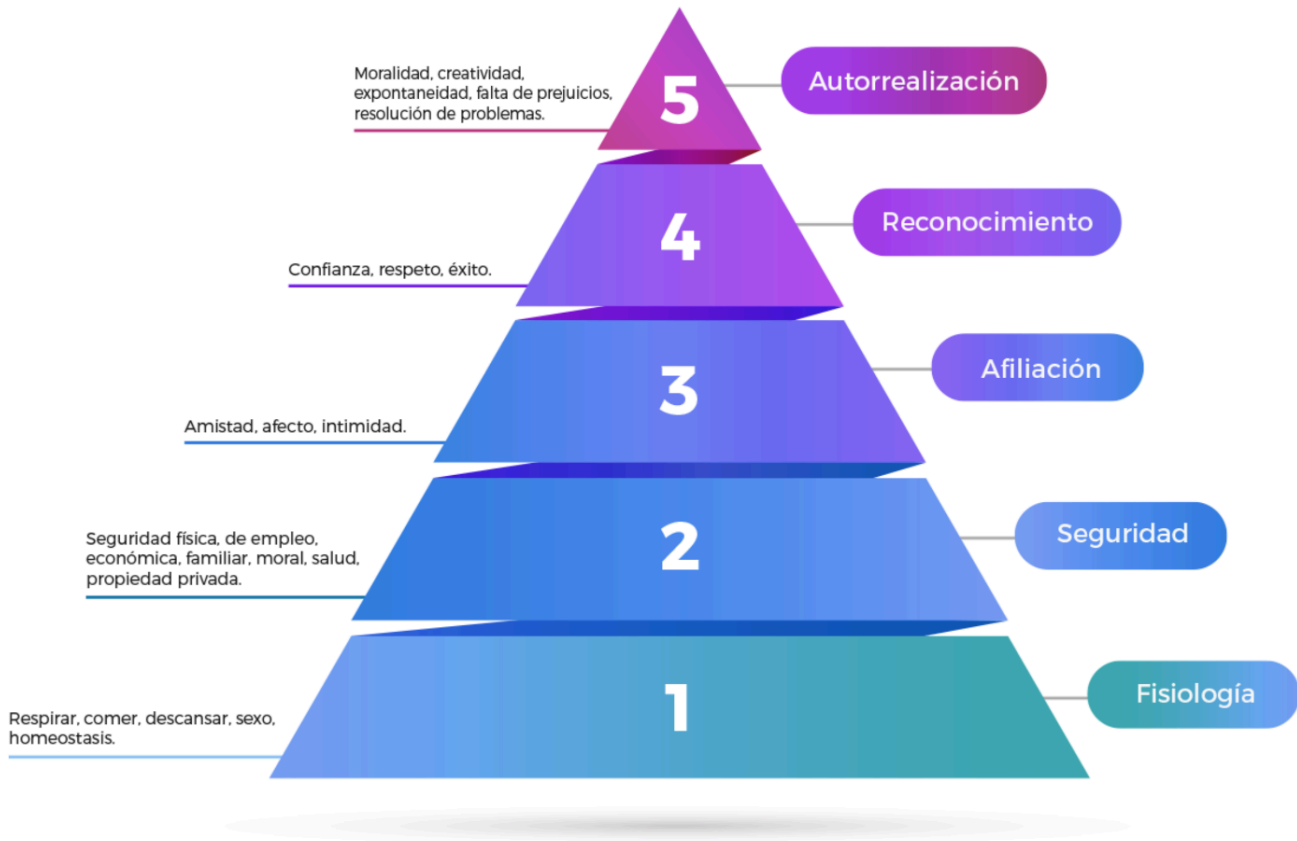 Moralidad, creatividad,
expontaneidad, falta de prejuicios,
resolución de problemas.
5
Autorrealización
Confianza, respeto, éxito.
4
Reconocimiento
Amistad, afecto, intimidad.
3
Afiliación
Seguridad física, de empleo,
económica, familiar, moral, salud,
propiedad privada.
2
Seguridad
Respirar, comer, descansar, sexo,
homeostasis.
1
Fisiología